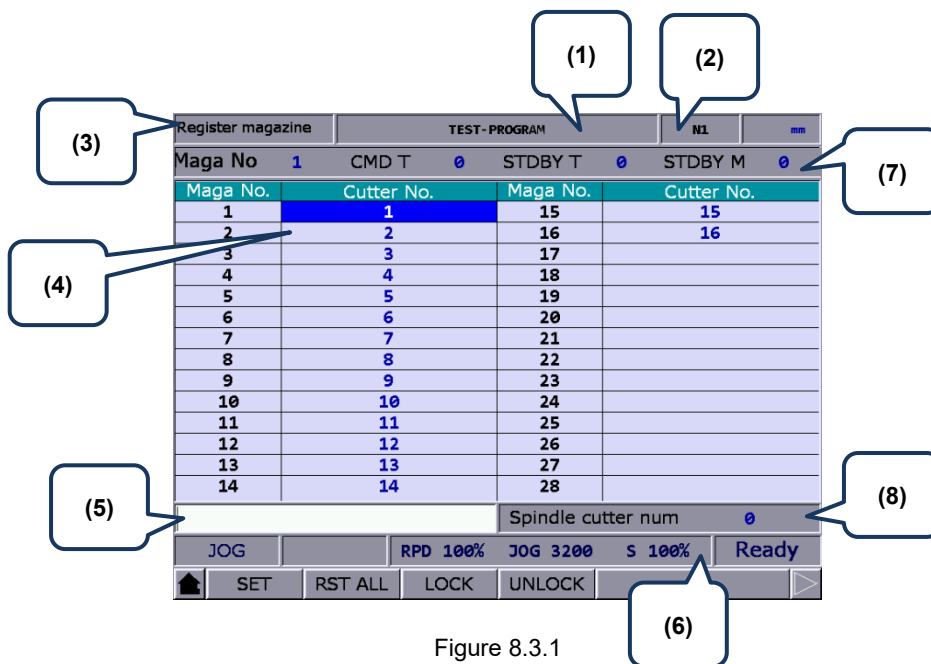 (1)
(2)
(3)
Register magazine TEST-PROGRAM N1 mm
Maga No 1 CMD T 0 STDBY T 0 STDBY M 0
(7)
Maga No. Cutter No. Maga No. Cutter No.
1 1 15 15
2 2 16 16
3 3 17
(4)
4 4 18
5 5 19
6 6 20
7 7 21
8 8 22
9 9 23
10 10 24
11 11 25
12 12 26
13 13 27
14 14 28
(5)
(8)
Spindle cutter num 0
JOG RPD 100% JOG 3200 S 100% Ready
SET RST ALL LOCK UNLOCK
(6)
Figure 8.3.1